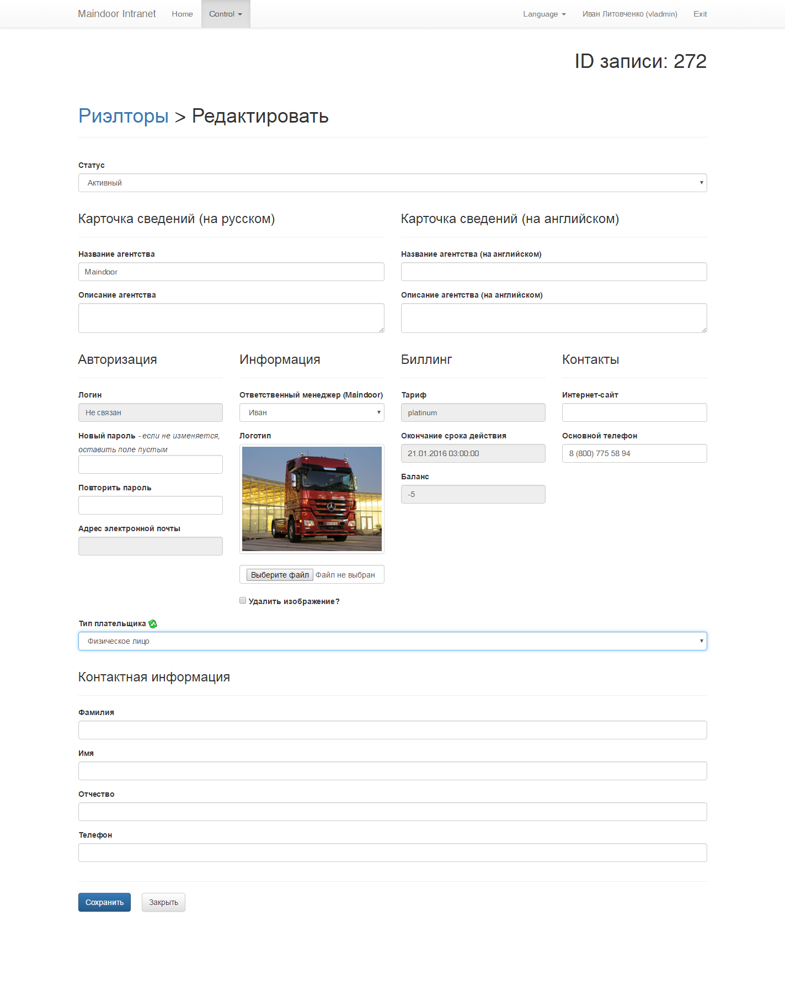 Maindoor Intranet Home Control Language Иван Литовченко (vladmin) Exit
ID записи: 272
Риэлторы > Редактировать
Статус
Активный
Карточка сведений (на русском) Карточка сведений (на английском)
Название агентства Название агентства (на английском)
Maindoor
Описание агентства Описание агентства (на английском)
Авторизация Информация Биллинг Контакты
Логин Ответственный менеджер (Maindoor) Тариф Интернет-сайт
Не связан Иван platinum
Новый пароль - если не изменяется, Логотип Окончание срока действия Основной телефон
оставить поле пустым 21.01.2016 03:00:00 8 (800) 775 58 94
Баланс
Повторить пароль -5
Адрес электронной почты
Выберите файл Файл не выбран
Удалить изображение?
Тип плательщика
Физическое лицо
Контактная информация
Фамилия
Имя
Отчество
Телефон
Сохранить Закрыть